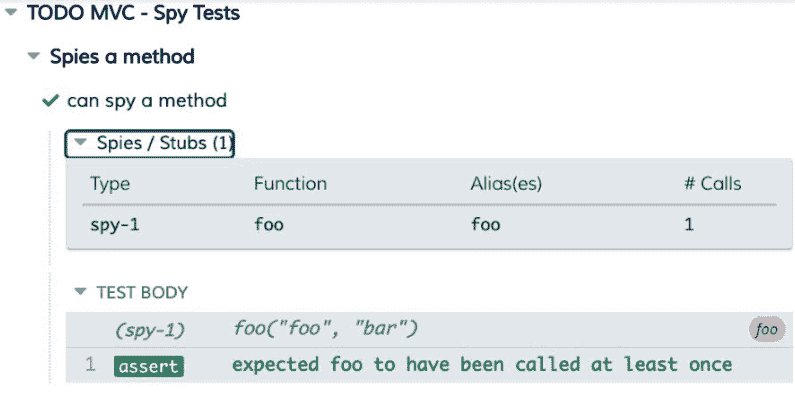 TODO MVC - Spy Tests
Spies a method
can spy a method
Spies / Stubs (1)
Type Function Alias(es) # Calls
spy-1 foo foo 1
TEST BODY
(spy-1) foo("foo", "bar") foo
1 assert expected foo to have been called at least once